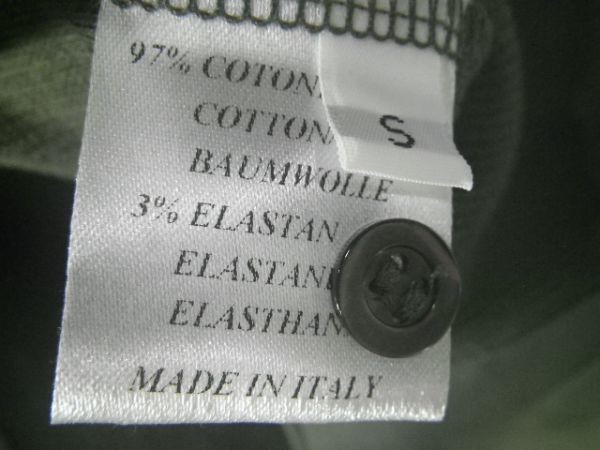 97% COTON
S
COTTON
BAUMWOLLE
3% ELASTAN
ELASTAN
ELASTHAN
MADE IN ITALY